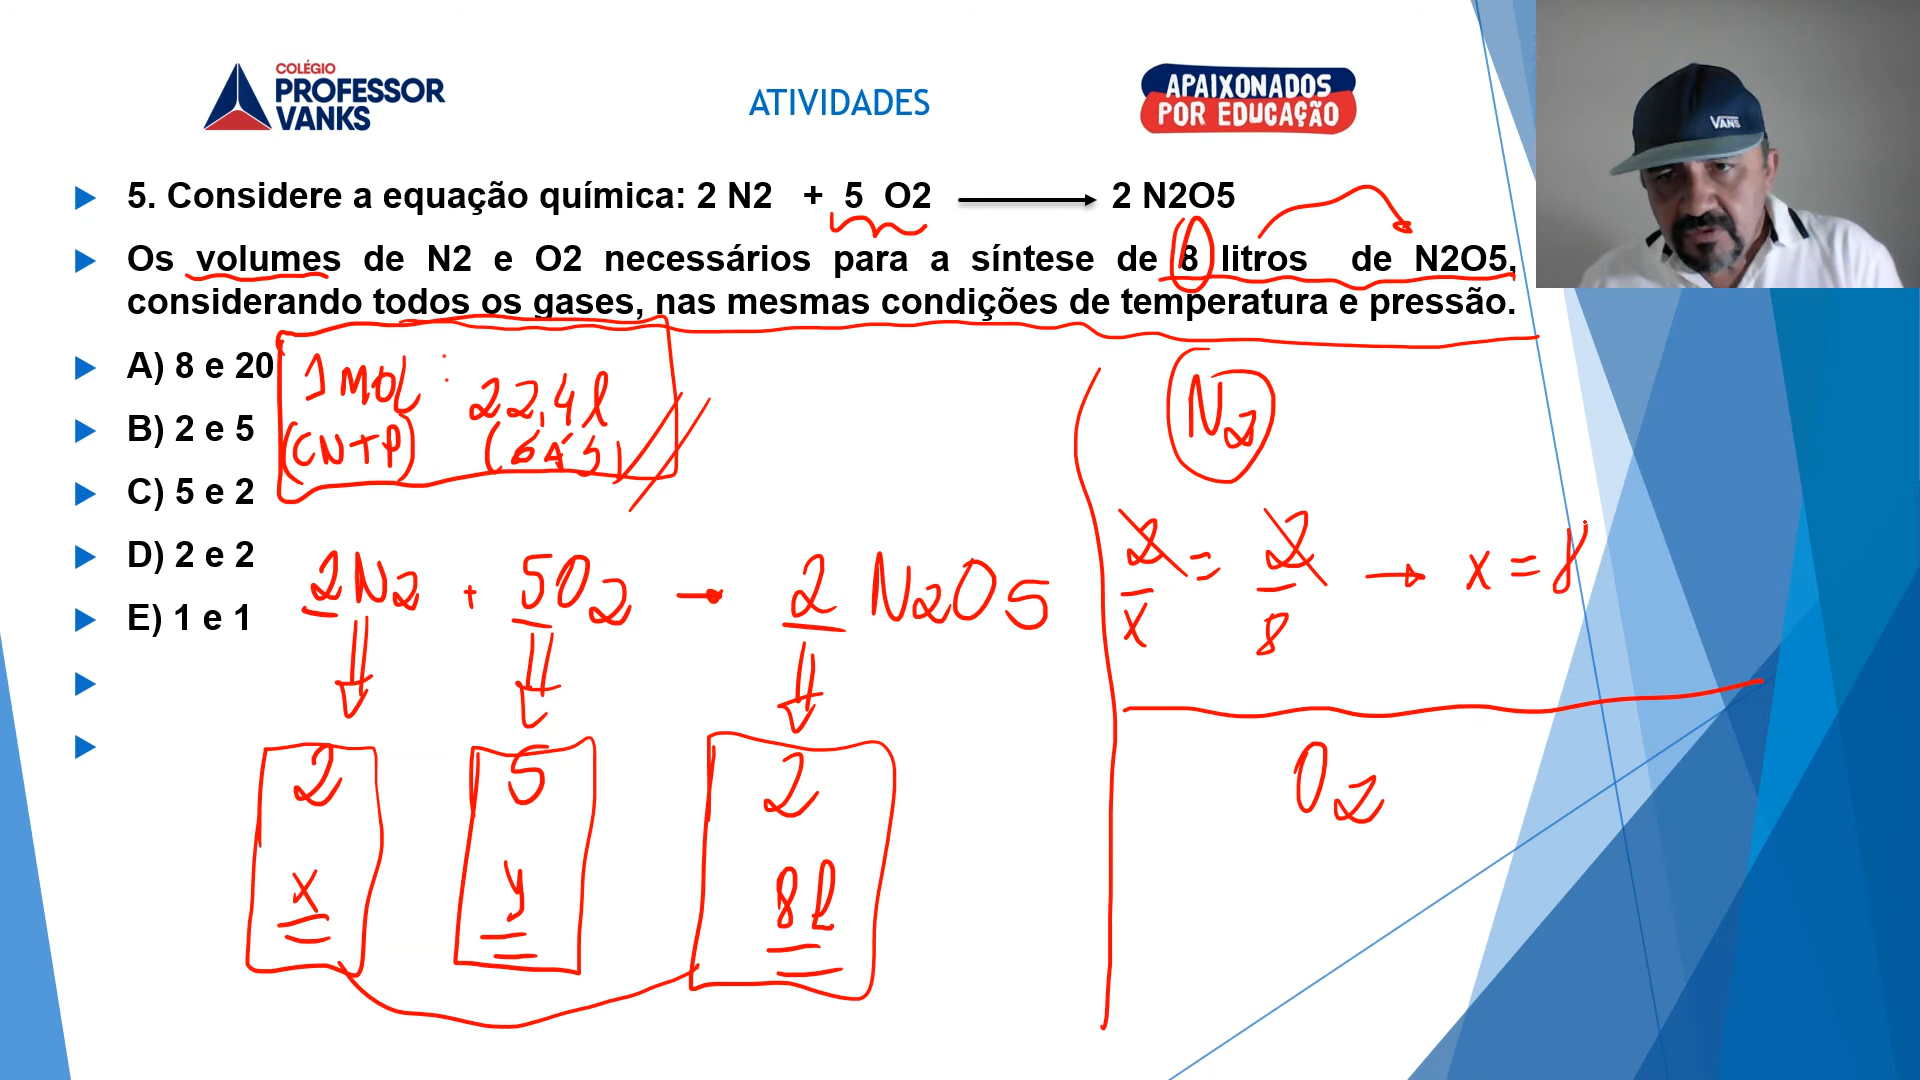 COLÉGIO
PROFESSOR
VANKS
ATIVIDADES
APAIXONADOS
POR EDUCAÇÃO
VANS
5. Considere a equação química: 2 N2 + 5 O2 → 2 N2O5
Os volumes de N2 e O2 necessários para a síntese de 8 litros de N2O5,
considerando todos os gases, nas mesmas condições de temperatura e pressão.
A) 8 e 20
B) 2 e 5
C) 5 e 2
D) 2 e 2
E) 1 e 1
1 MOL : 22,4 l
(CNTP) (GÁS)
2N2 + 5O2 → 2 N2O5
2 5 2
x y 8l
N2
2/x = 2/8 → x = 8
O2